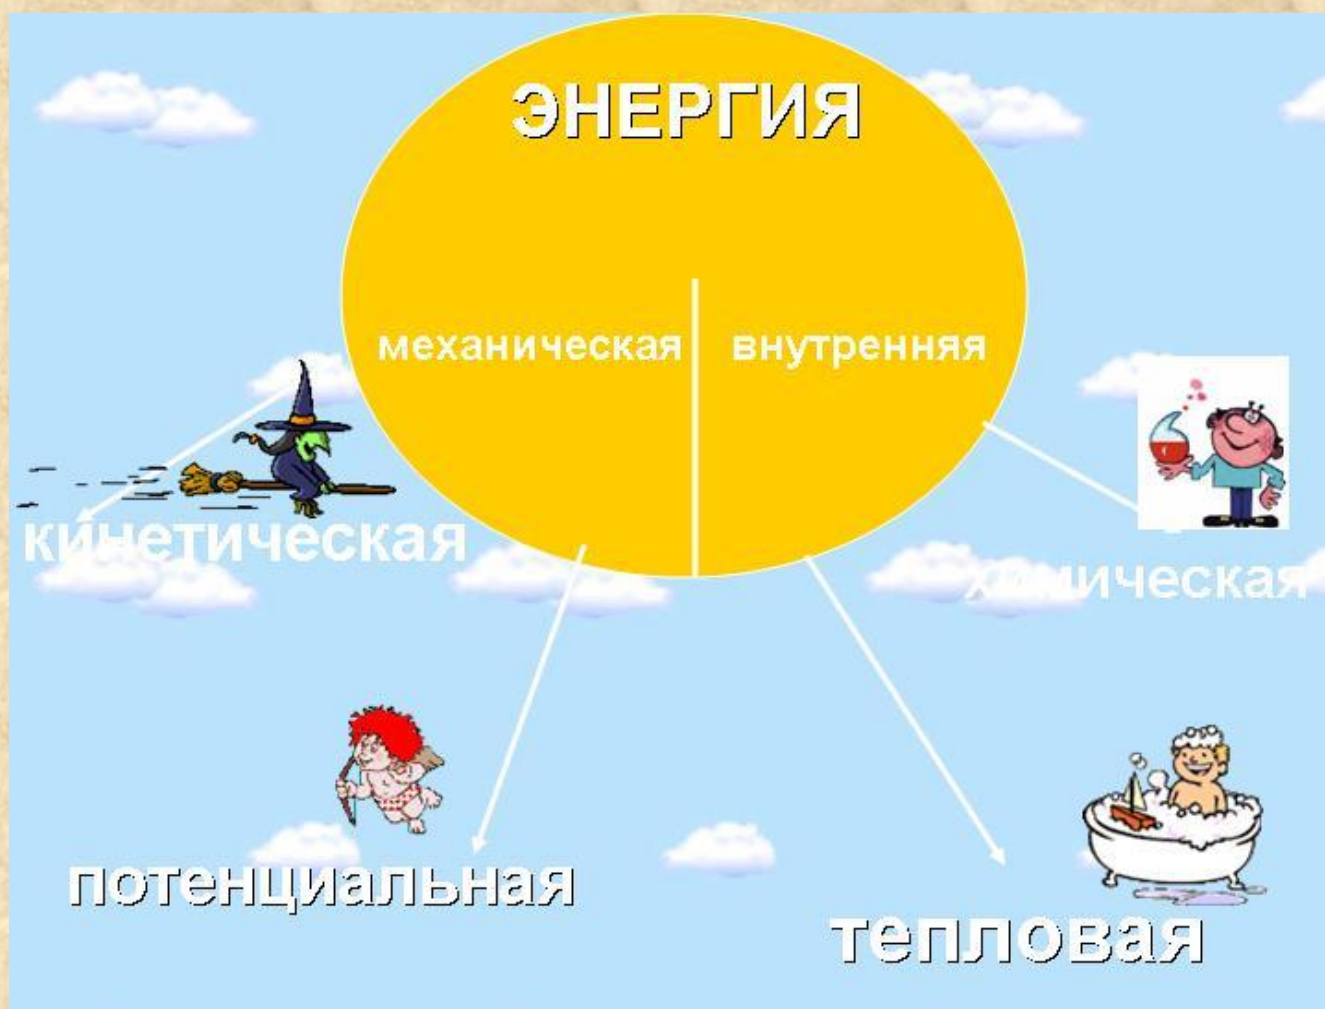 ЭНЕРГИЯ
механическая
внутренняя
кинетическая
химическая
потенциальная
тепловая